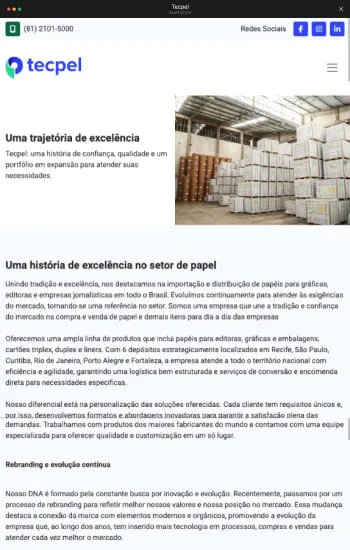 Tecpel
(81) 2101-5000
Redes Sociais
tecpel
Uma trajetória de excelência
Tecpel: uma história de confiança, qualidade e um
portfólio em expansão para atender suas
necessidades.
Uma história de excelência no setor de papel
Unindo tradição e excelência, nos destacamos na importação e distribuição de papéis para gráficas,
editoras e empresas jornalísticas em todo o Brasil. Evoluímos continuamente para atender às exigências
do mercado, tornando-se uma referência no setor. Somos uma empresa que une a tradição e confiança
do mercado na compra e venda de papel e demais itens para dia a dia das empresas
Oferecemos uma ampla linha de produtos que inclui papéis para editoras, gráficas e embalagens,
cartões triplex, duplex e liners. Com 6 depósitos estrategicamente localizados em Recife, São Paulo,
Curitiba, Rio de Janeiro, Porto Alegre e Fortaleza, a empresa atende a todo o território nacional com
eficiência e agilidade, garantindo uma logística bem estruturada e serviços de conversão e encomenda
direta para necessidades específicas.
Nosso diferencial está na personalização das soluções oferecidas. Cada cliente tem requisitos únicos e,
por isso, desenvolvemos formatos e abordagens inovadoras para garantir a satisfação plena das
demandas. Trabalhamos com produtos dos maiores fabricantes do mundo e contamos com uma equipe
especializada para oferecer qualidade e customização em um só lugar.
Rebranding e evolução contínua
Nosso DNA é formado pela constante busca por inovação e evolução. Recentemente, passamos por um
processo de rebranding para refletir melhor nossos valores e nossa posição no mercado. Essa mudança
destaca a conexão da marca com elementos modernos e orgânicos, promovendo a evolução da
empresa que, ao longo dos anos, tem inserido mais tecnologia em processos, compras e vendas para
atender cada vez melhor o mercado.